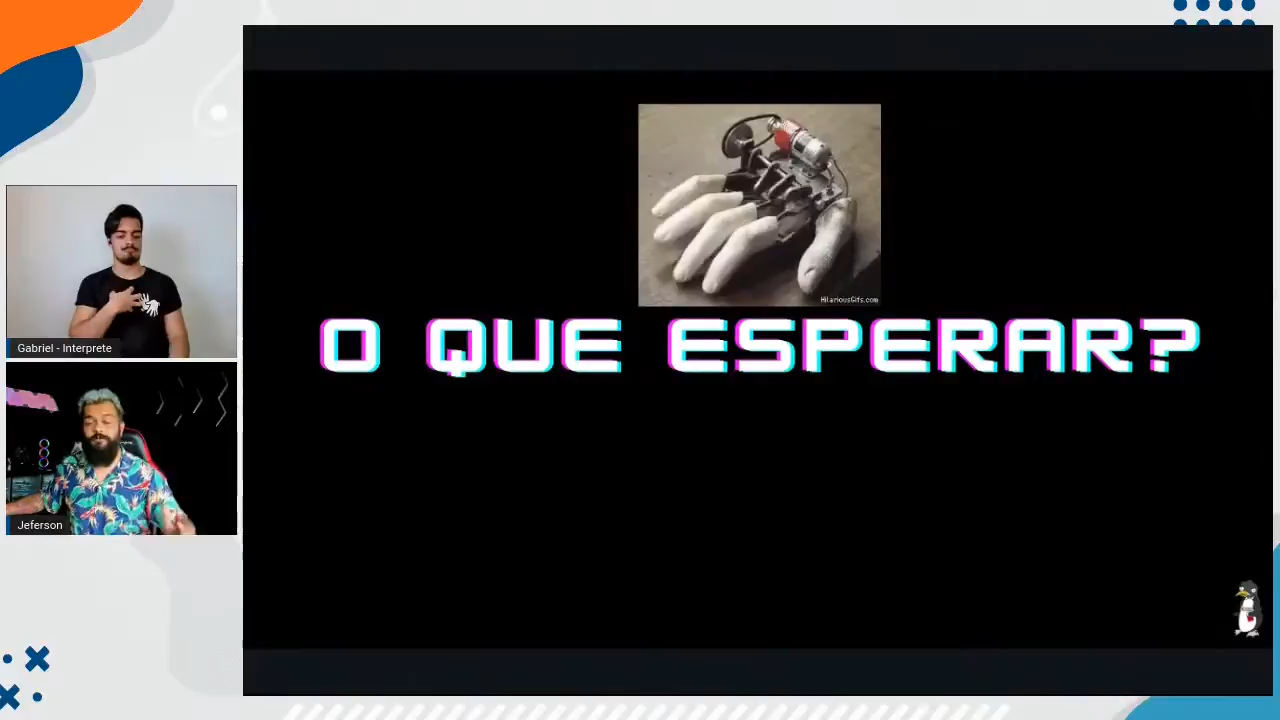 HilariousGifs.com
O QUE ESPERAR?
Gabriel - Interprete
Jeferson